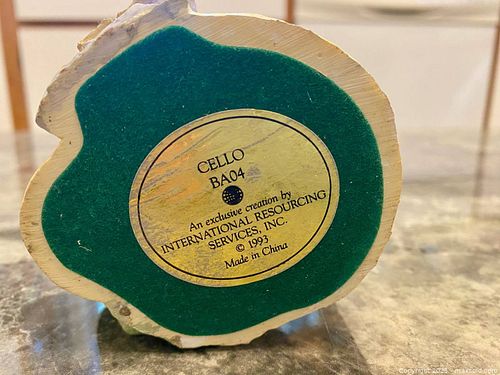 CELLO
BA04
An exclusive creation by
INTERNATIONAL RESOURCING
SERVICES, INC.
© 1993
Made in China